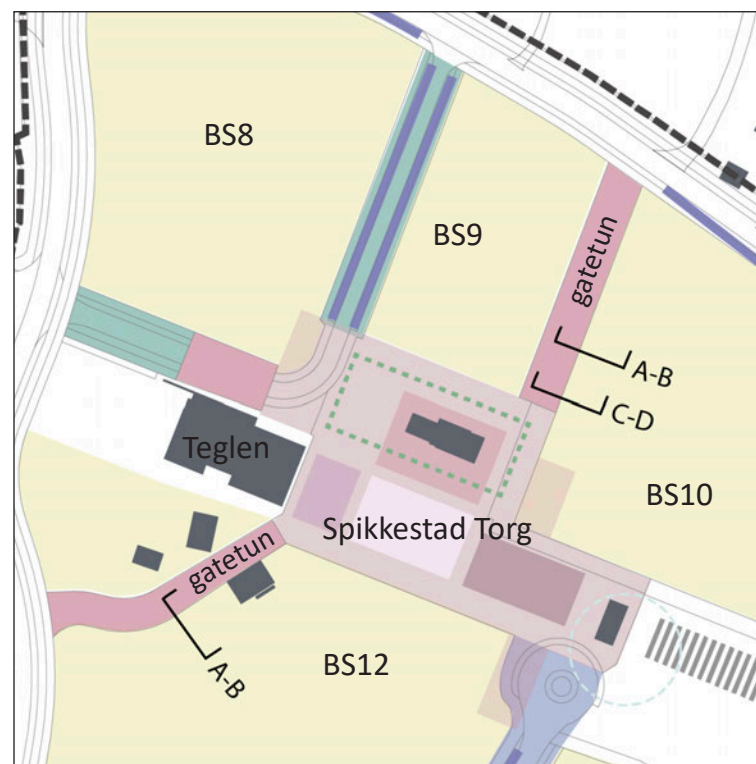 BS8
BS9
gatetun
A-B
C-D
Teglen
BS10
Spikkestad Torg
gatetun
BS12
A-B